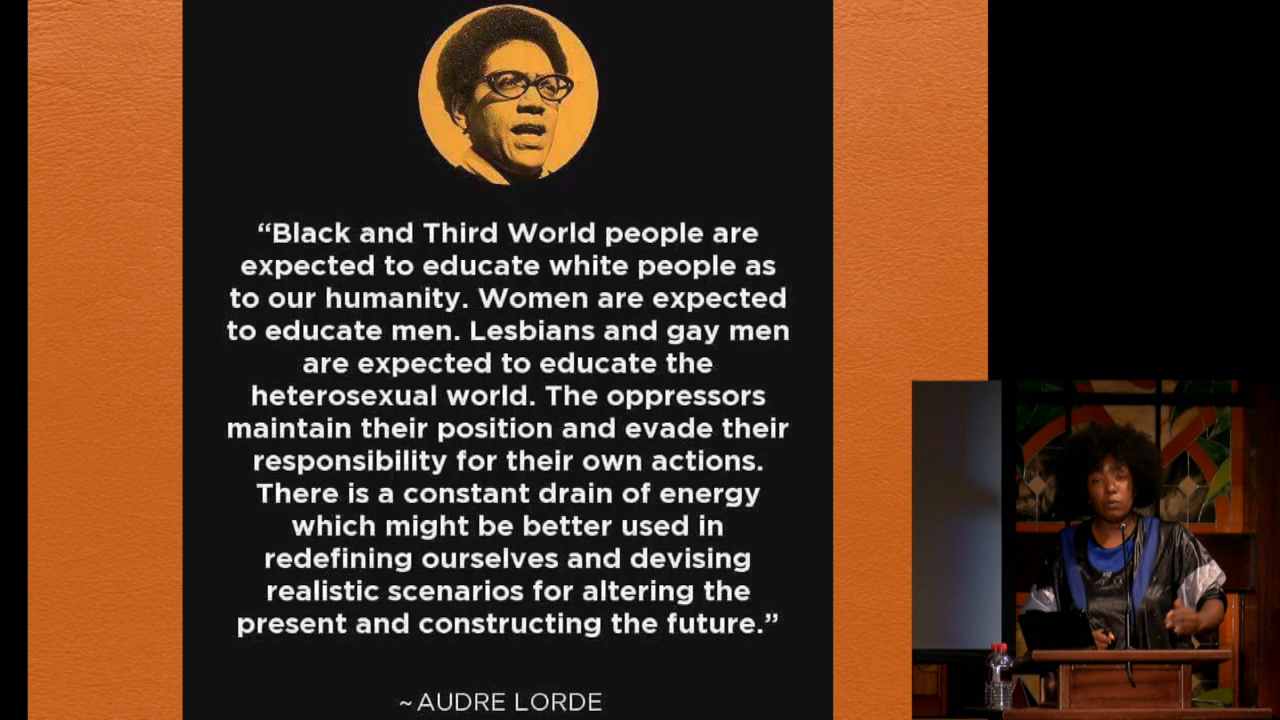 “Black and Third World people are
expected to educate white people as
to our humanity. Women are expected
to educate men. Lesbians and gay men
are expected to educate the
heterosexual world. The oppressors
maintain their position and evade their
responsibility for their own actions.
There is a constant drain of energy
which might be better used in
redefining ourselves and devising
realistic scenarios for altering the
present and constructing the future.”
~ AUDRE LORDE